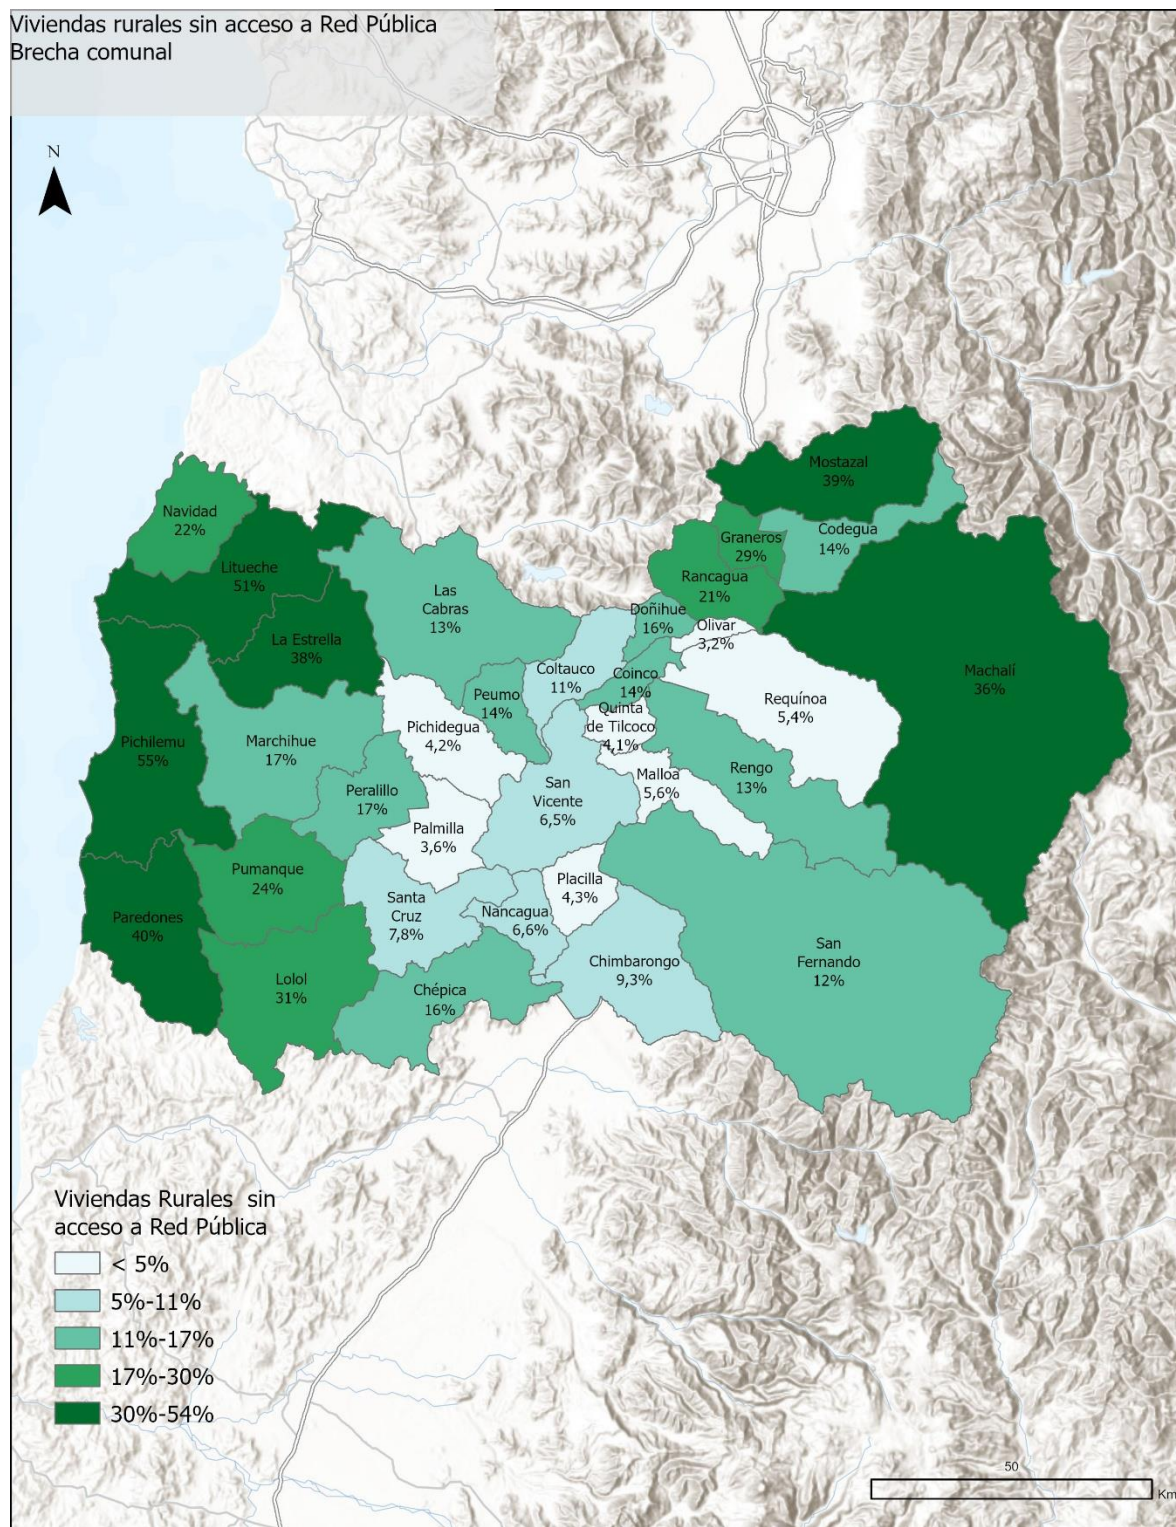 Viviendas rurales sin acceso a Red Pública
Brecha comunal
N
Mostazal
39%
Navidad
22%
Graneros
29%
Codegua
14%
Litueche
51%
Rancagua
21%
Las
Cabras
13%
Doñihue
16%
Olivar
3,2%
La Estrella
38%
Coltauco
11%
Coinco
14%
Machalí
36%
Requínoa
5,4%
Peumo
14%
Quinta
de Tilcoco
4,1%
Pichidegua
4,2%
Pichilemu
55%
Marchihue
17%
Rengo
13%
Malloa
5,6%
San
Vicente
6,5%
Peralillo
17%
Palmilla
3,6%
Pumanque
24%
Placilla
4,3%
Santa
Cruz
7,8%
Nancagua
6,6%
Paredones
40%
San
Fernando
12%
Chimbarongo
9,3%
Lolol
31%
Chépica
16%
Viviendas Rurales  sin
acceso a Red Pública
< 5%
5%-11%
11%-17%
17%-30%
30%-54%
50
Km